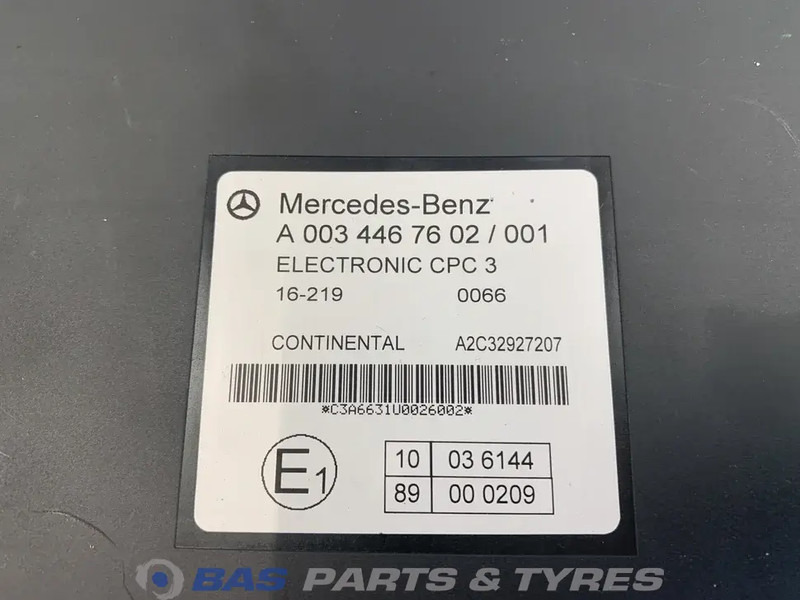 Mercedes-Benz
A 003 446 76 02 / 001
ELECTRONIC CPC 3
16-219 0066
CONTINENTAL A2C32927207
*C3A6631U0026002*
E1
10 03 6144
89 00 0209
BAS PARTS & TYRES